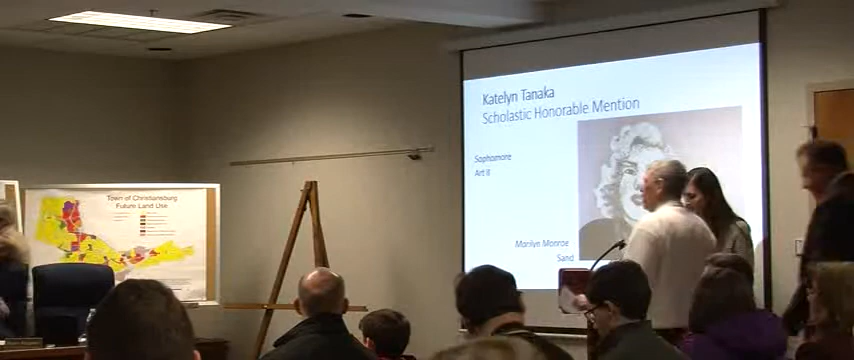 Town of Christiansburg
Future Land Use
Katelyn Tanaka
Scholastic Honorable Mention
Sophomore
Art II
Marilyn Monroe
Sand